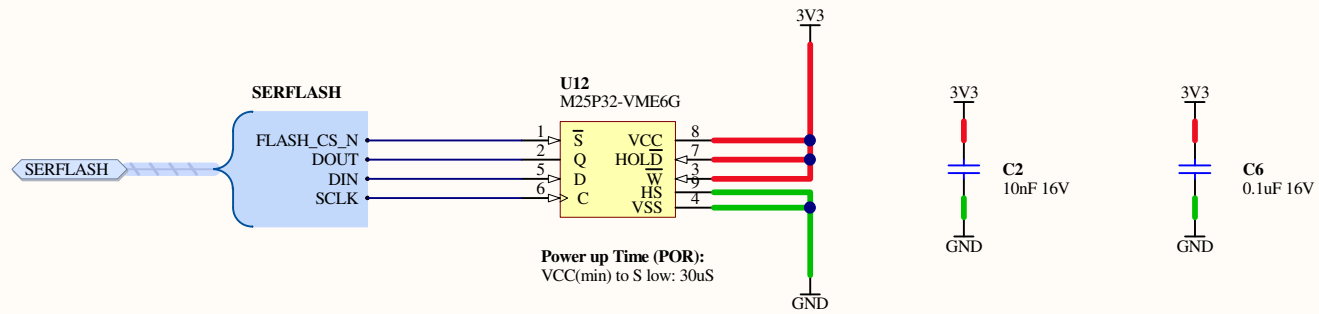 3V3
SERFLASH
U12
M25P32-VME6G
3V3
3V3
FLASH_CS_N 1 S VCC 8
SERFLASH DOUT 2 Q HOLD 7 C2 C6
DIN 5 D W 3 10nF 16V 0.1uF 16V
HS 9
SCLK 6 C VSS 4
Power up Time (POR):
VCC(min) to S low: 30uS
GND
GND
GND